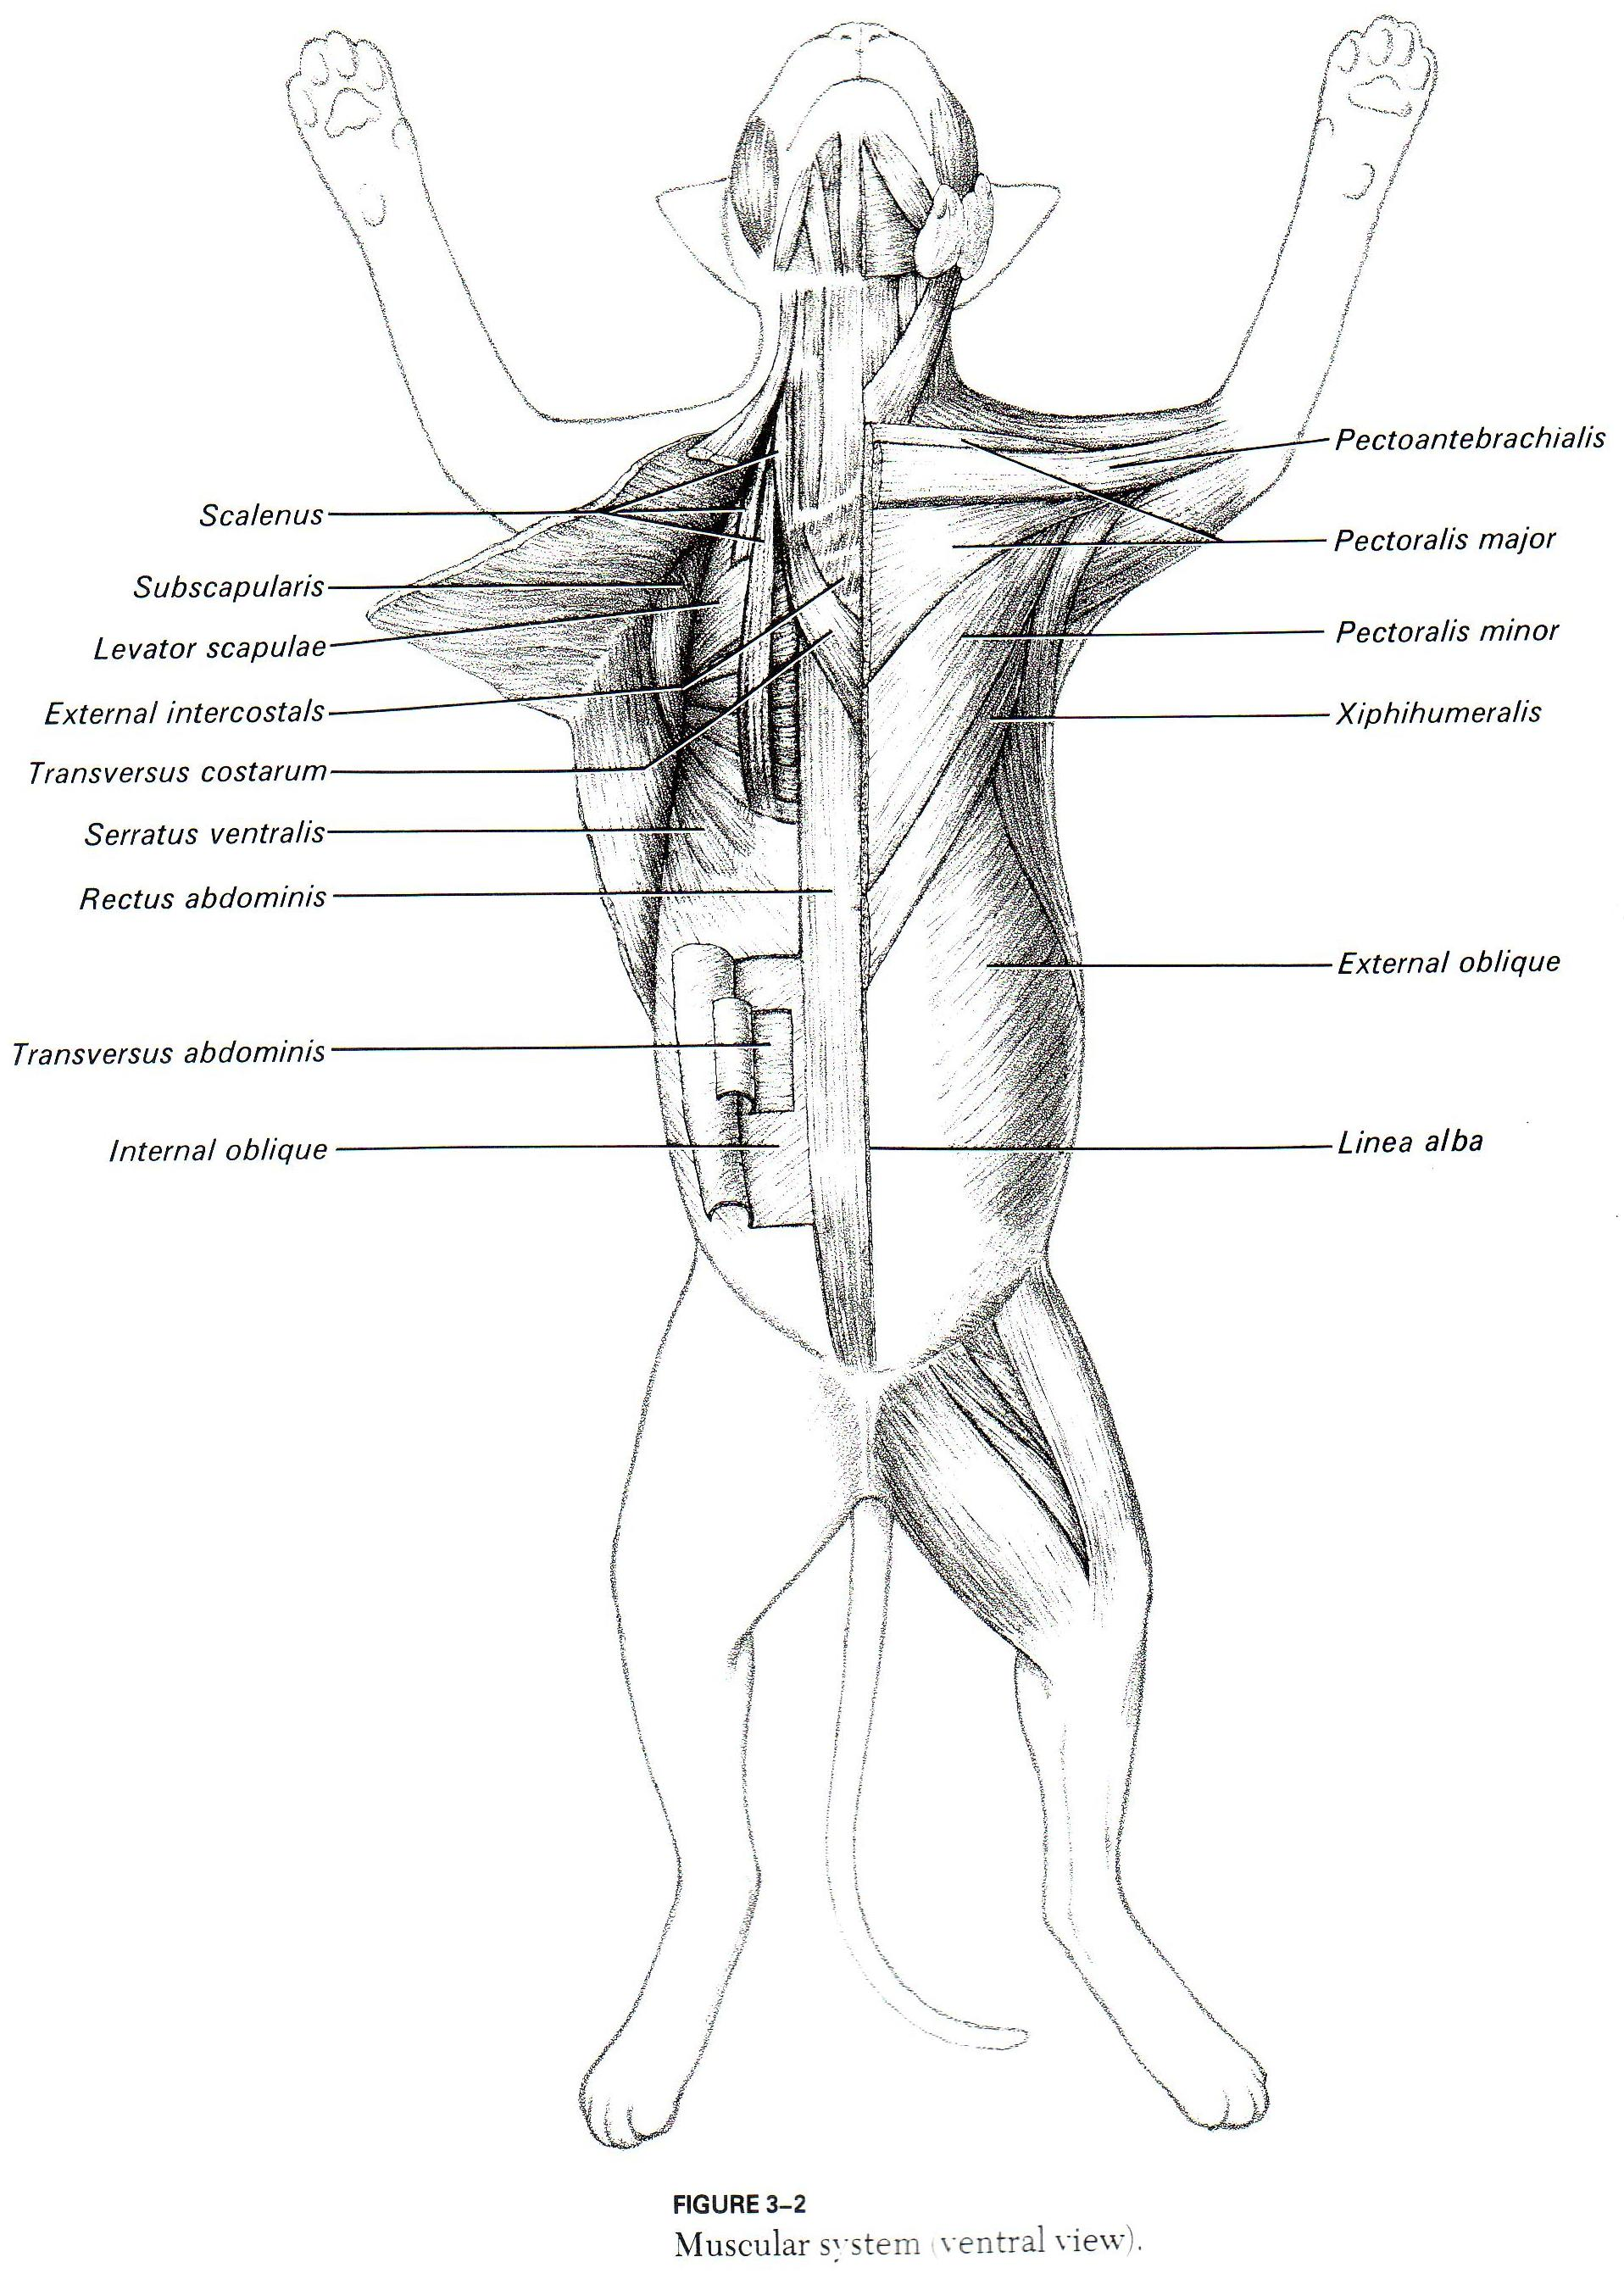 Scalenus
Subscapularis
Levator scapulae
External intercostals
Transversus costarum
Serratus ventralis
Rectus abdominis
Transversus abdominis
Internal oblique
Pectoantebrachialis
Pectoralis major
Pectoralis minor
Xiphihumeralis
External oblique
Linea alba
FIGURE 3–2
Muscular system (ventral view).